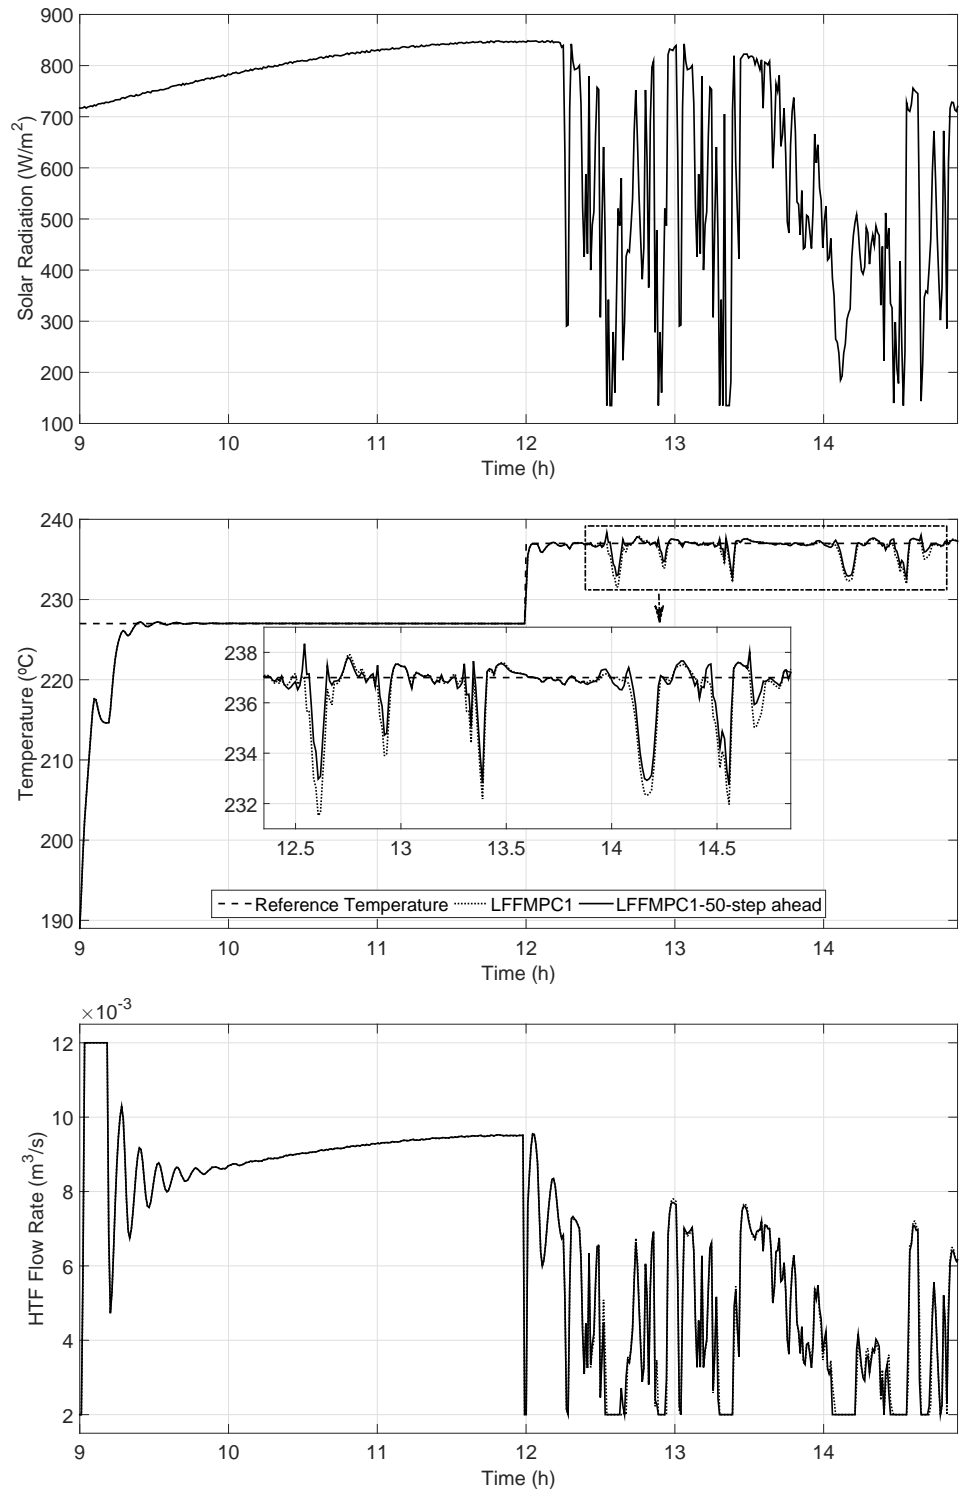 900
800
700
600
500
400
300
200
100
Solar Radiation (W/m²)
9 10 11 12 13 14
Time (h)
240
230
220
210
200
190
Temperature (ºC)
238
236
234
232
12.5 13 13.5 14 14.5
Reference Temperature LFFMPC1 LFFMPC1-50-step ahead
9 10 11 12 13 14
Time (h)
×10⁻³
12
10
8
6
4
2
HTF Flow Rate (m³/s)
9 10 11 12 13 14
Time (h)